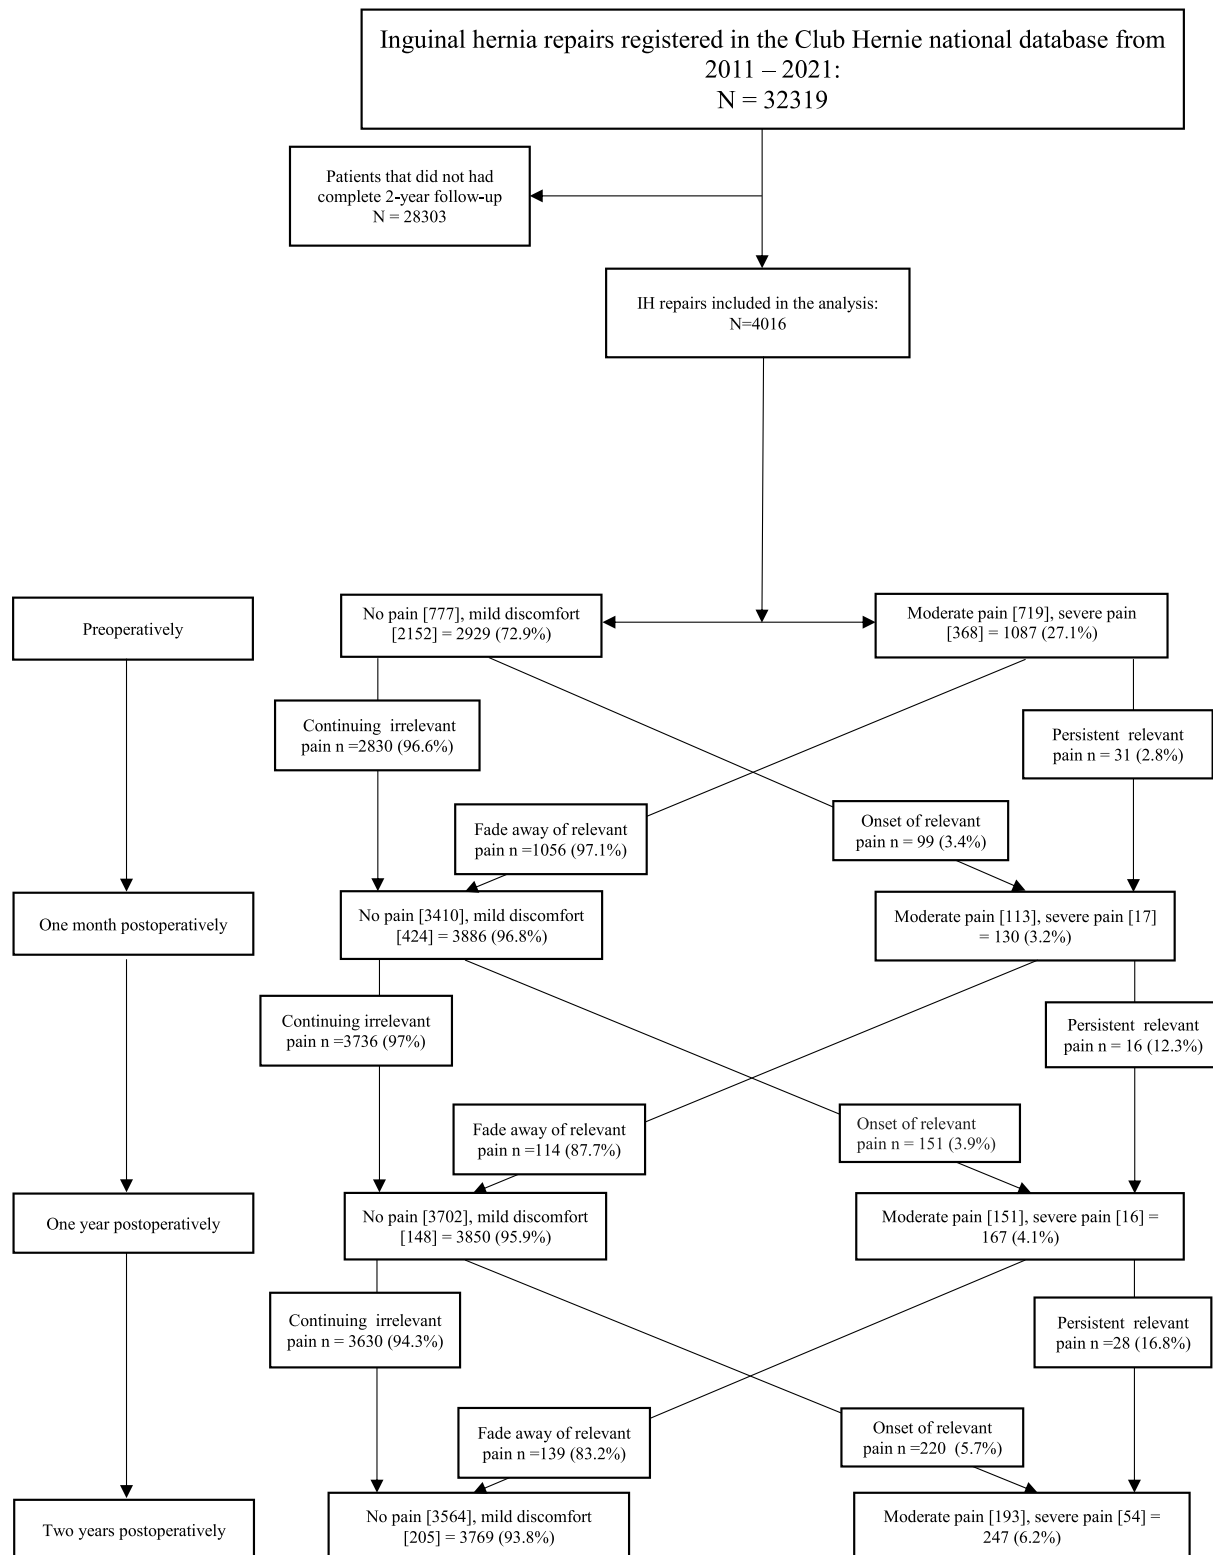 Inguinal hernia repairs registered in the Club Hernie national database from
2011 – 2021:
N = 32319
Patients that did not had
complete 2-year follow-up
N = 28303
IH repairs included in the analysis:
N=4016
Preoperatively
No pain [777], mild discomfort
[2152] = 2929 (72.9%)
Moderate pain [719], severe pain
[368] = 1087 (27.1%)
Continuing irrelevant
pain n =2830 (96.6%)
Persistent relevant
pain n = 31 (2.8%)
Fade away of relevant
pain n =1056 (97.1%)
Onset of relevant
pain n = 99 (3.4%)
One month postoperatively
No pain [3410], mild discomfort
[424] = 3886 (96.8%)
Moderate pain [113], severe pain [17]
= 130 (3.2%)
Continuing irrelevant
pain n =3736 (97%)
Persistent relevant
pain n = 16 (12.3%)
Fade away of relevant
pain n =114 (87.7%)
Onset of relevant
pain n = 151 (3.9%)
One year postoperatively
No pain [3702], mild discomfort
[148] = 3850 (95.9%)
Moderate pain [151], severe pain [16] =
167 (4.1%)
Continuing irrelevant
pain n = 3630 (94.3%)
Persistent relevant
pain n =28 (16.8%)
Fade away of relevant
pain n =139 (83.2%)
Onset of relevant
pain n =220 (5.7%)
Two years postoperatively
No pain [3564], mild discomfort
[205] = 3769 (93.8%)
Moderate pain [193], severe pain [54] =
247 (6.2%)